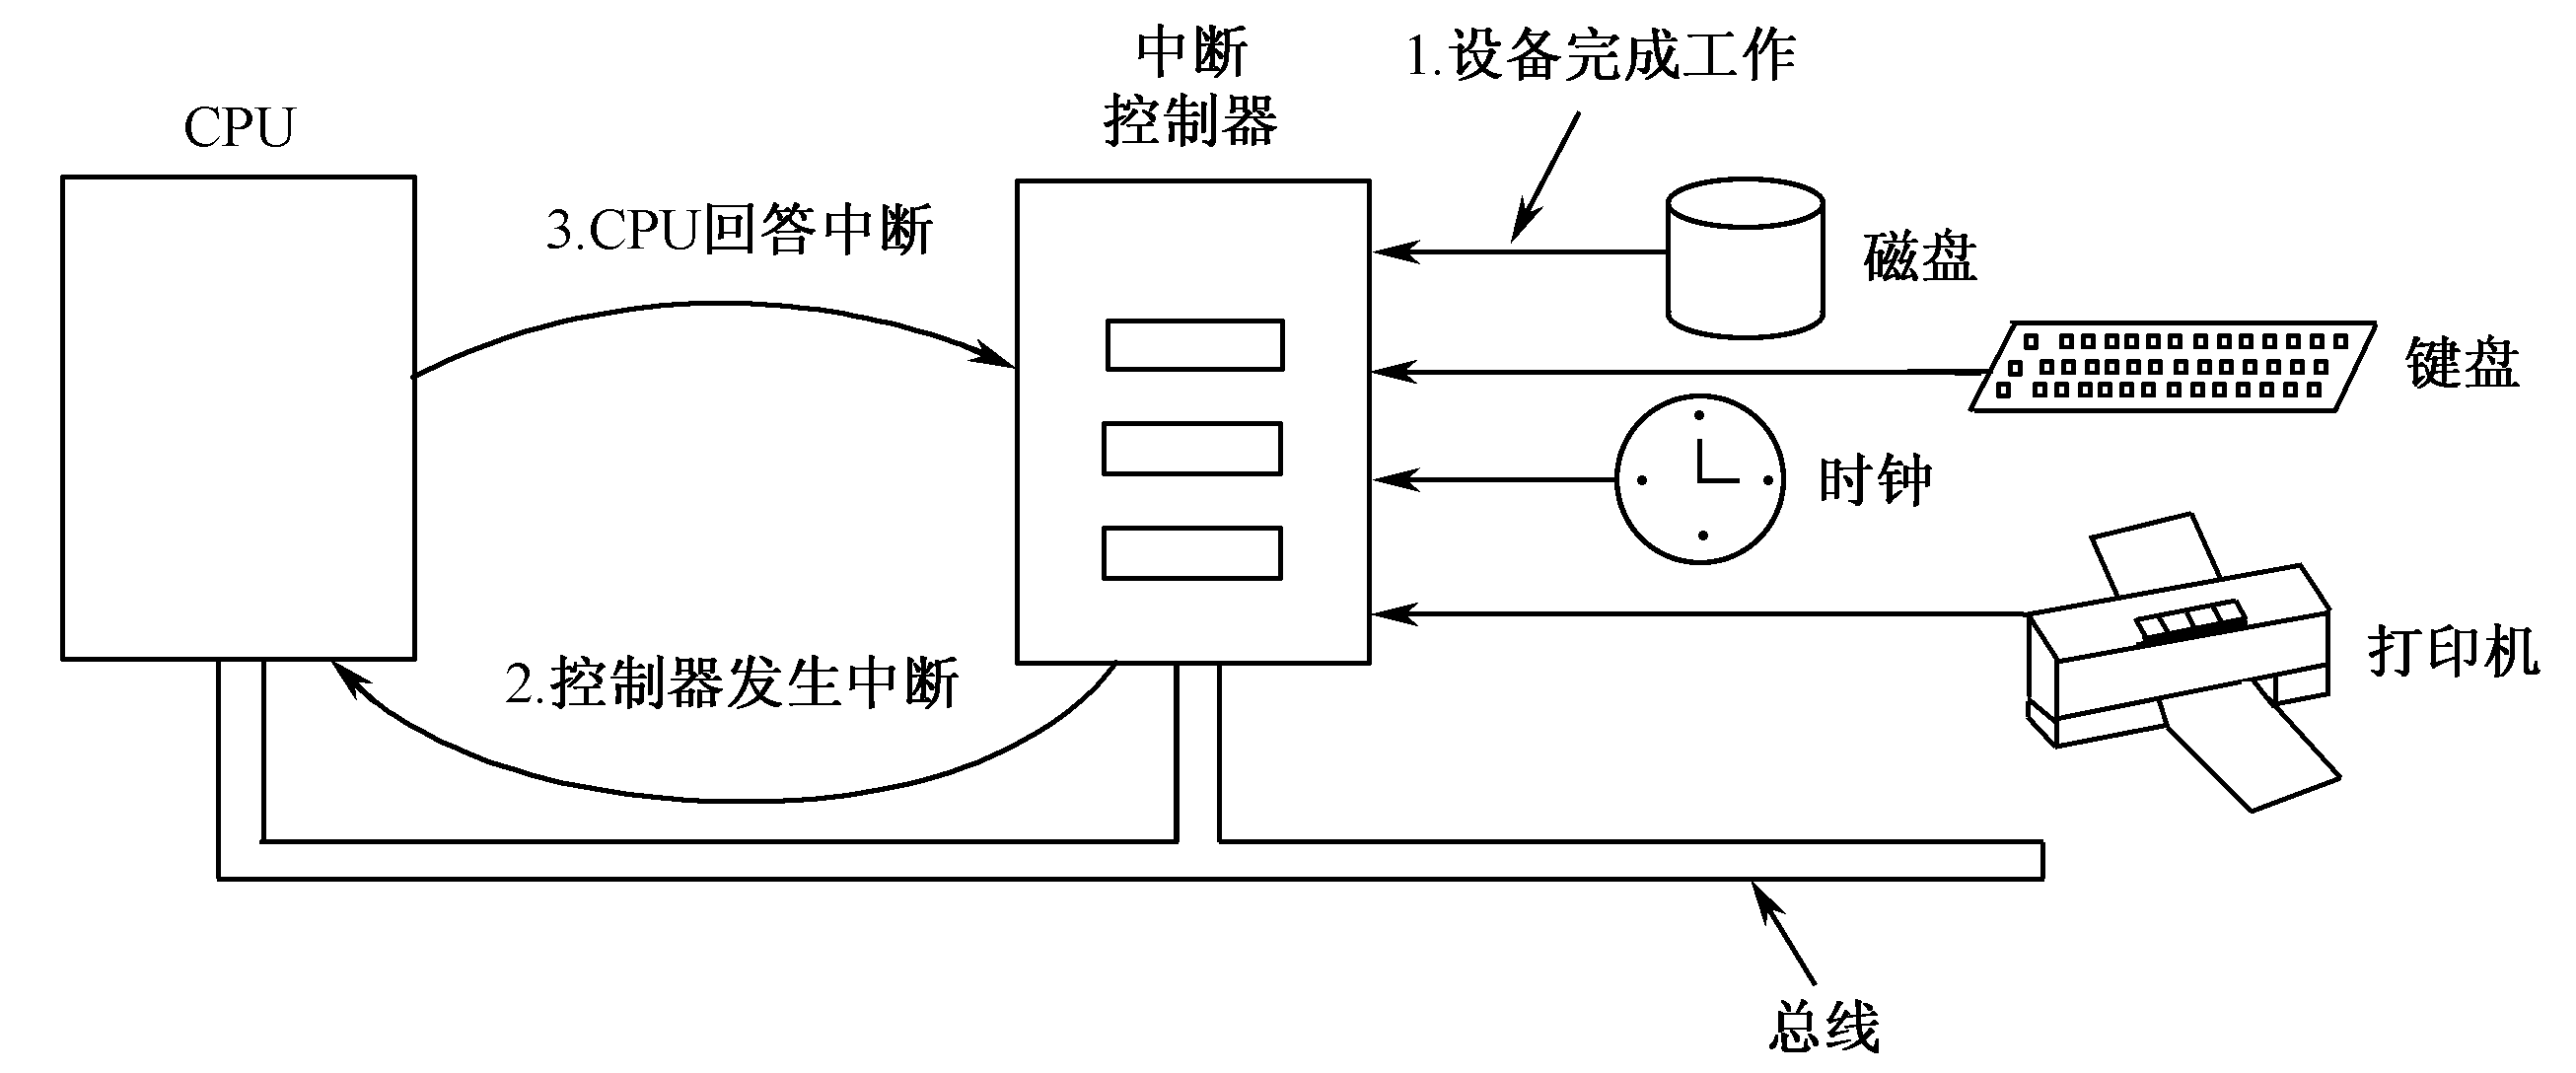 CPU
中断
控制器
1.设备完成工作
3.CPU回答中断
磁盘
键盘
时钟
2.控制器发生中断
打印机
总线